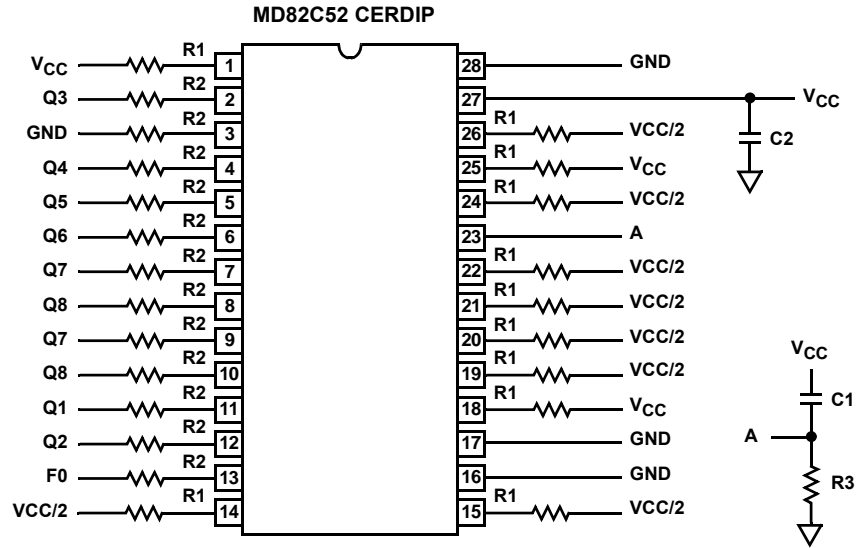 MD82C52 CERDIP
VCC R1 1
Q3 R2 2
GND R2 3
Q4 R2 4
Q5 R2 5
Q6 R2 6
Q7 R2 7
Q8 R2 8
Q7 R2 9
Q8 R2 10
Q1 R2 11
Q2 R2 12
F0 R2 13
VCC/2 R1 14
28 GND
27 VCC
C2
26 R1 VCC/2
25 R1 VCC
24 R1 VCC/2
23 A
22 R1 VCC/2
21 R1 VCC/2
20 R1 VCC/2
19 R1 VCC/2
18 R1 VCC
17 GND
16 GND
15 R1 VCC/2
VCC
C1
A
R3